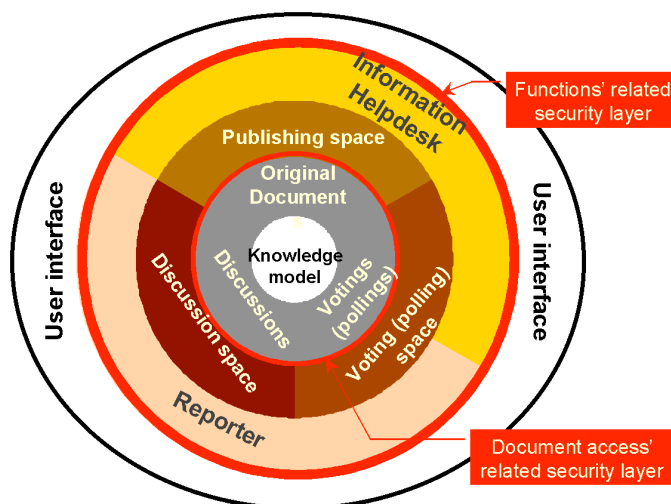 Information
Helpdesk
Functions' related
security layer
Publishing space
Original
Document
User interface
User interface
Knowledge
model
Discussions
Votings
(pollings)
Discussion space
Voting (polling)
space
Reporter
Document access'
related security layer